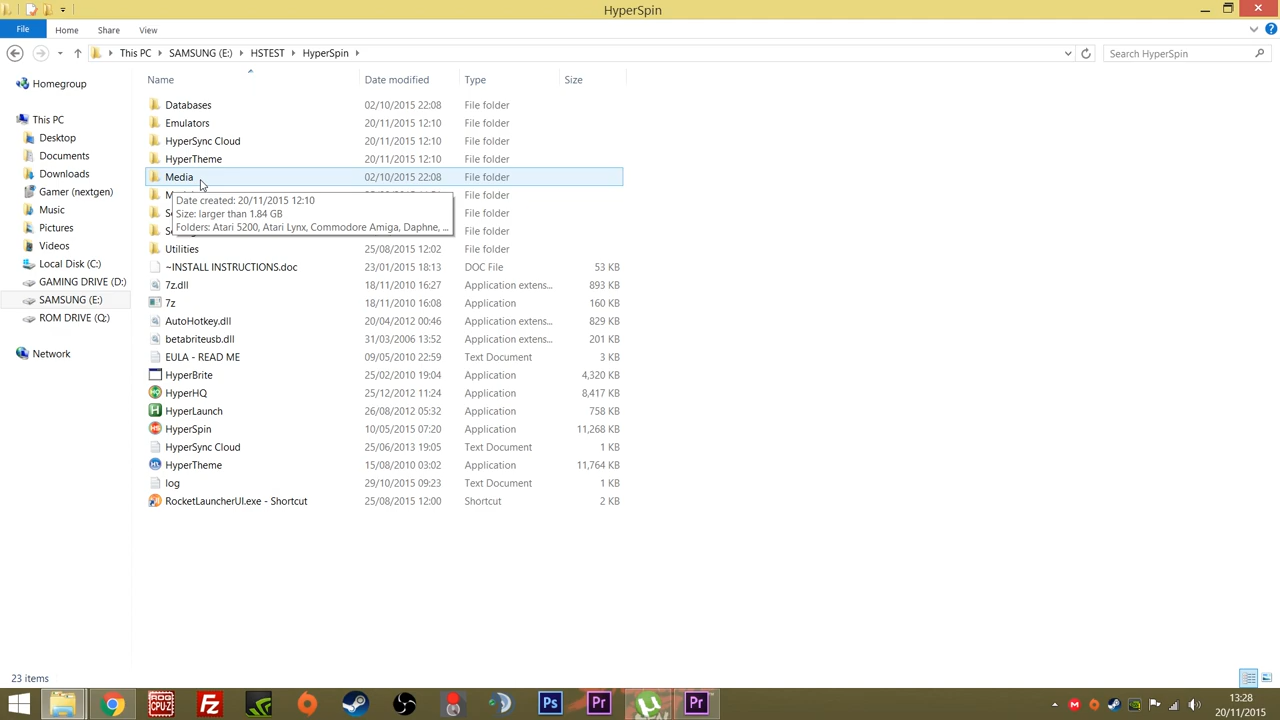 HyperSpin
File Home Share View
This PC SAMSUNG (E:) HSTEST HyperSpin
Search HyperSpin
Name Date modified Type Size
Homegroup
This PC
Desktop
Documents
Downloads
Gamer (nextgen)
Music
Pictures
Videos
Local Disk (C:)
GAMING DRIVE (D:)
SAMSUNG (E:)
ROM DRIVE (Q:)
Network
Databases 02/10/2015 22:08 File folder
Emulators 20/11/2015 12:10 File folder
HyperSync Cloud 20/11/2015 12:10 File folder
HyperTheme 20/11/2015 12:10 File folder
Media 02/10/2015 22:08 File folder
File folder
File folder
File folder
Date created: 20/11/2015 12:10
Size: larger than 1.84 GB
Folders: Atari 5200, Atari Lynx, Commodore Amiga, Daphne, ...
Utilities 25/08/2015 12:02 File folder
~INSTALL INSTRUCTIONS.doc 23/01/2015 18:13 DOC File 53 KB
7z.dll 18/11/2010 16:27 Application extens... 893 KB
7z 18/11/2010 16:08 Application 160 KB
AutoHotkey.dll 20/04/2012 00:46 Application extens... 829 KB
betabriteusb.dll 31/03/2006 13:52 Application extens... 201 KB
EULA - READ ME 09/05/2010 22:59 Text Document 3 KB
HyperBrite 25/02/2010 19:04 Application 4,320 KB
HyperHQ 25/12/2012 11:24 Application 8,417 KB
HyperLaunch 26/08/2012 05:32 Application 758 KB
HyperSpin 10/05/2015 07:20 Application 11,268 KB
HyperSync Cloud 25/06/2013 19:05 Text Document 1 KB
HyperTheme 15/08/2010 03:02 Application 11,764 KB
log 29/10/2015 09:23 Text Document 1 KB
RocketLauncherUI.exe - Shortcut 25/08/2015 12:00 Shortcut 2 KB
23 items
ROG
CPU-Z
Fz
Ps
Pr
Pr
13:28
20/11/2015